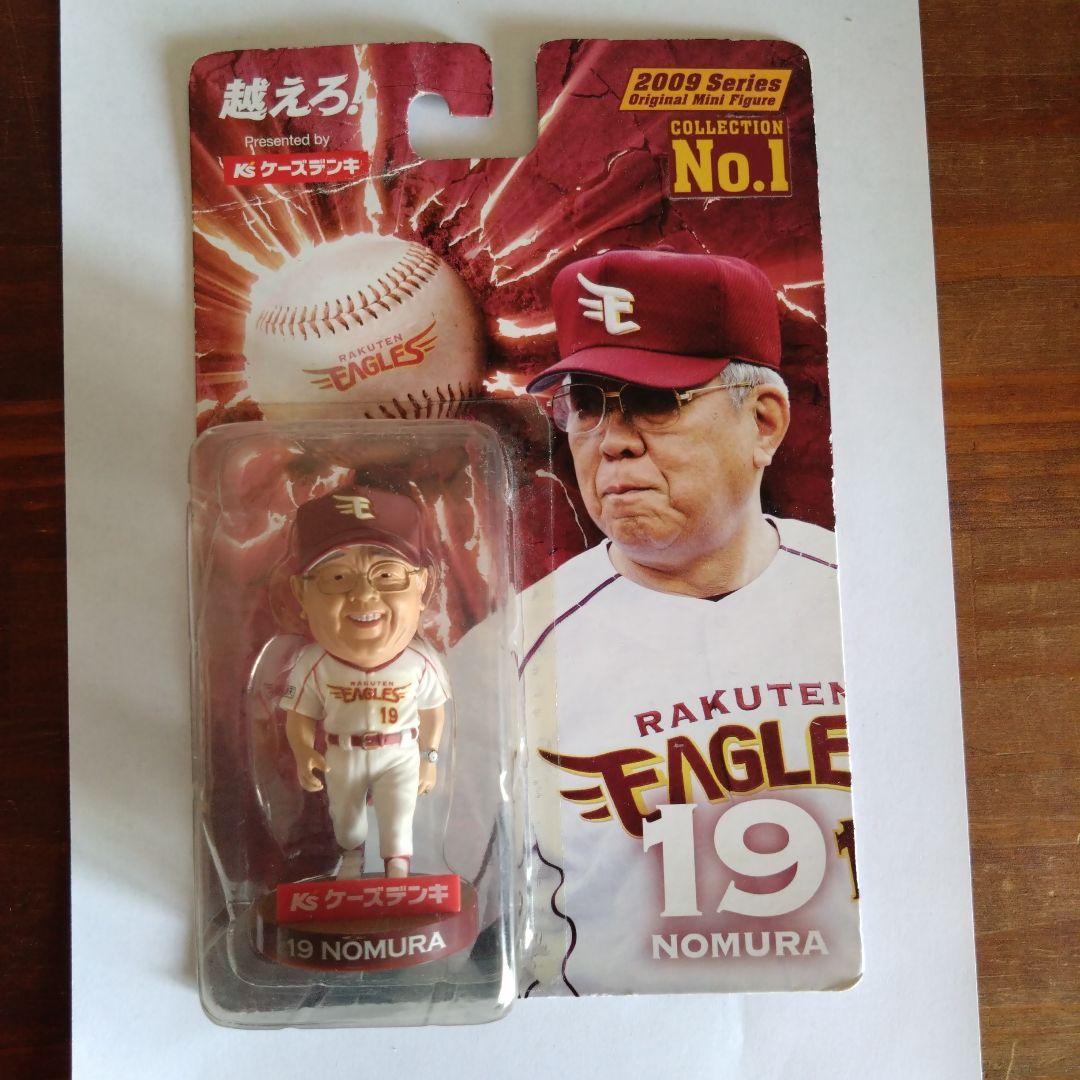 越えろ!
Presented by
K's ケーズデンキ
2009 Series
Original Mini Figure
COLLECTION
No.1
E
RAKUTEN
EAGLES
E
RAKUTEN
EAGLES
19
RAKUTEN
EAGLE
19
NOMURA
K's ケーズデンキ
19 NOMURA